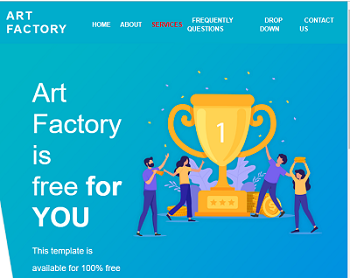 ART
FACTORY
HOME ABOUT SERVICES FREQUENTLY QUESTIONS DROP DOWN CONTACT US
Art
Factory
is
free for
YOU
This template is
available for 100% free
1